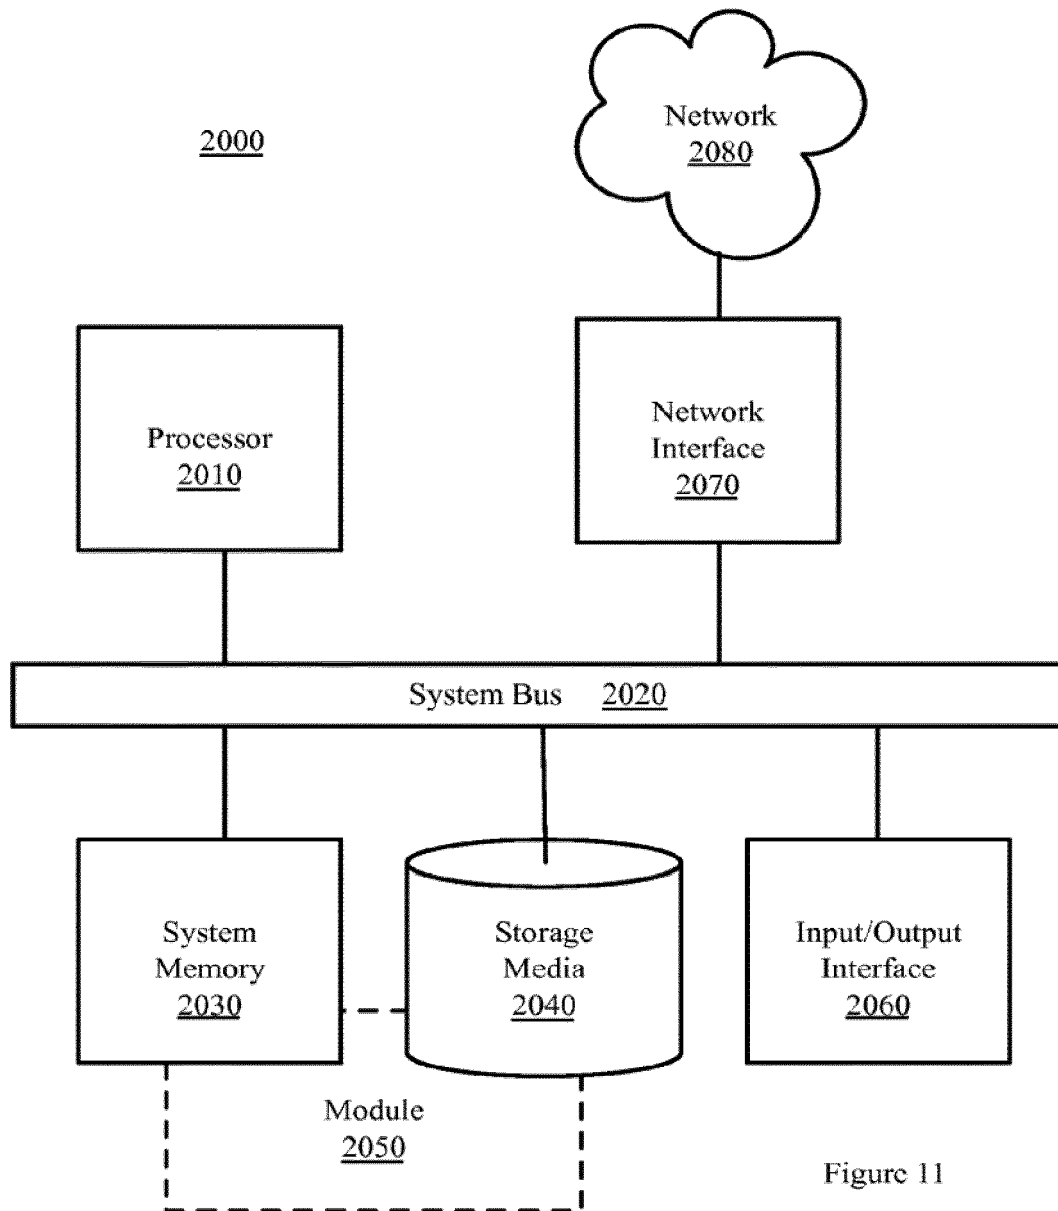 Network
2080
2000
Processor
2010
Network
Interface
2070
System Bus 2020
System
Memory
2030
Storage
Media
2040
Input/Output
Interface
2060
Module
2050
Figure 11